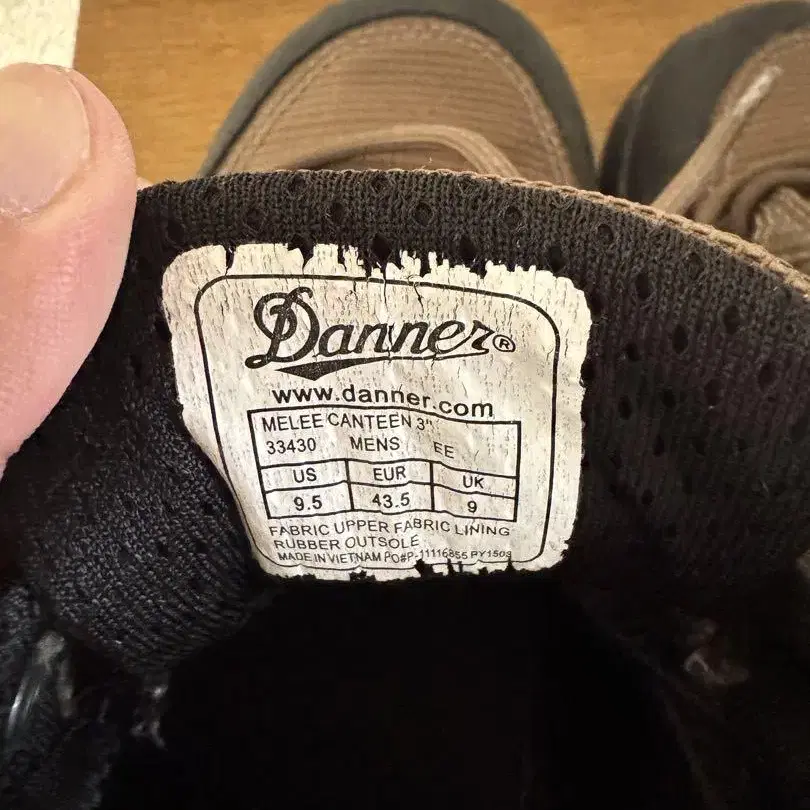 Danner®
www.danner.com
MELEE CANTEEN 3"
33430 MENS EE
US EUR UK
9.5 43.5 9
FABRIC UPPER FABRIC LINING
RUBBER OUTSOLE
MADE IN VIETNAM PO#P-11116855